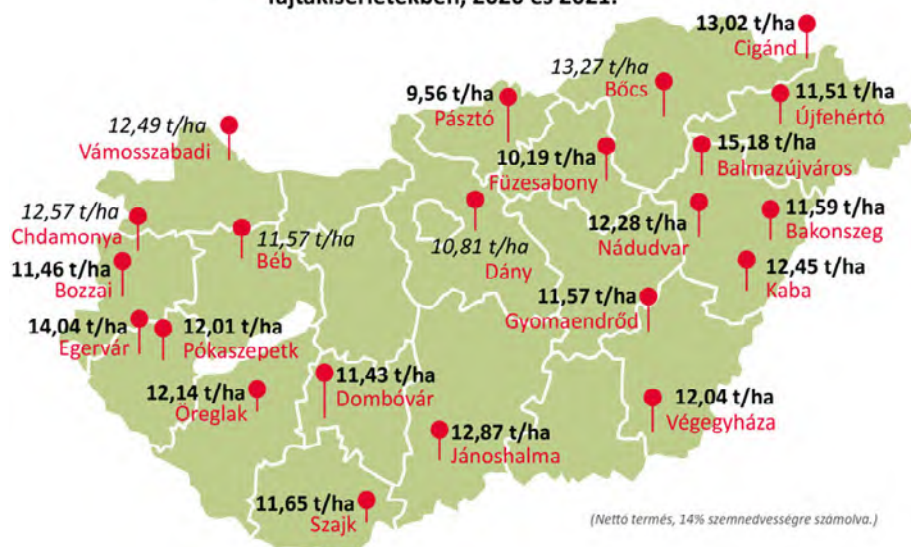 fajtakísérletekben, 2020 és 2021.
13,02 t/ha
Cigánd
13,27 t/ha
Bőcs
9,56 t/ha
Pásztó
11,51 t/ha
Újfehértó
12,49 t/ha
Vámosszabadi
10,19 t/ha
Füzesabony
15,18 t/ha
Balmazújváros
12,57 t/ha
Chdamonya
11,57 t/ha
Béb
10,81 t/ha
Dány
12,28 t/ha
Nádudvar
11,59 t/ha
Bakonszeg
11,46 t/ha
Bozzai
12,45 t/ha
Kaba
11,57 t/ha
Gyomaendrőd
14,04 t/ha
Egervár
12,01 t/ha
Pókaszepetk
12,14 t/ha
Öreglak
11,43 t/ha
Dombóvár
12,04 t/ha
Végegyháza
12,87 t/ha
Jánoshalma
11,65 t/ha
Szajk
(Nettó termés, 14% szemnedvességre számolva.)